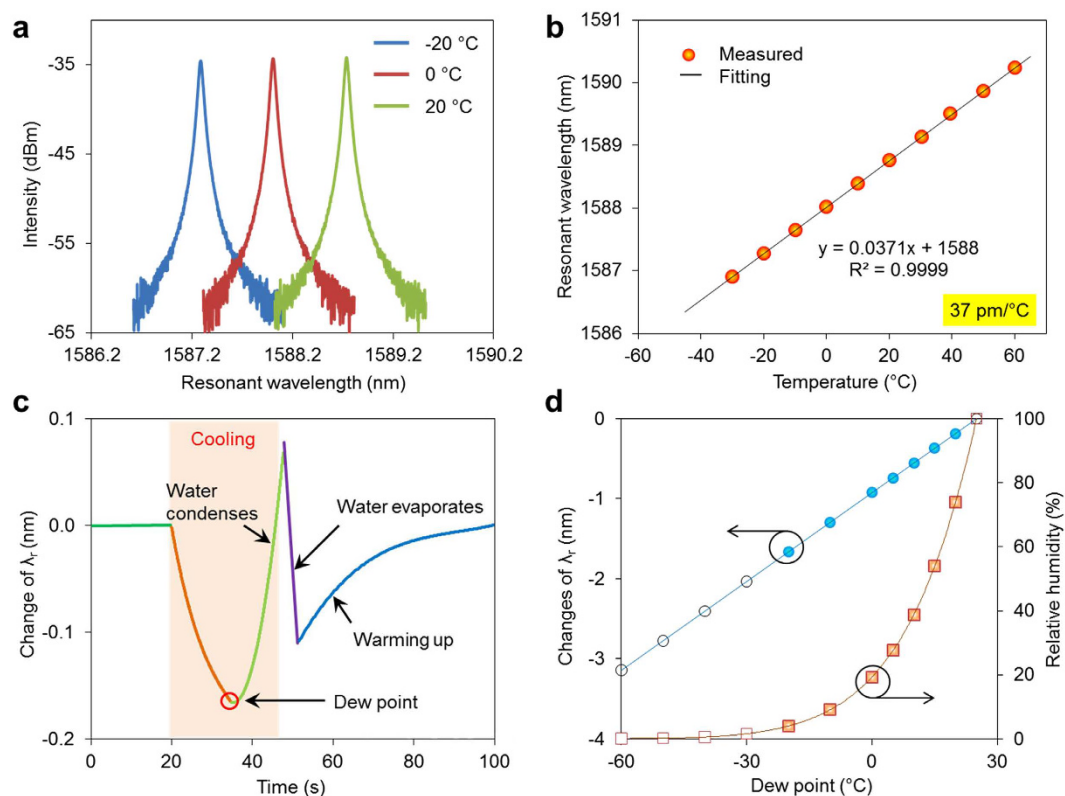 a
-20 °C
0 °C
20 °C
-35
-45
-55
-65
Intensity (dBm)
1586.2 1587.2 1588.2 1589.2 1590.2
Resonant wavelength (nm)
b
Measured
Fitting
1591
1590
1589
1588
1587
1586
Resonant wavelength (nm)
y = 0.0371x + 1588
R² = 0.9999
37 pm/°C
-60 -40 -20 0 20 40 60
Temperature (°C)
c
0.1
0.0
-0.1
-0.2
Change of λr (nm)
Cooling
Water
condenses
Water evaporates
Warming up
Dew point
0 20 40 60 80 100
Time (s)
d
0
-1
-2
-3
-4
Changes of λr (nm)
100
80
60
40
20
0
Relative humidity (%)
-60 -30 0 30
Dew point (°C)